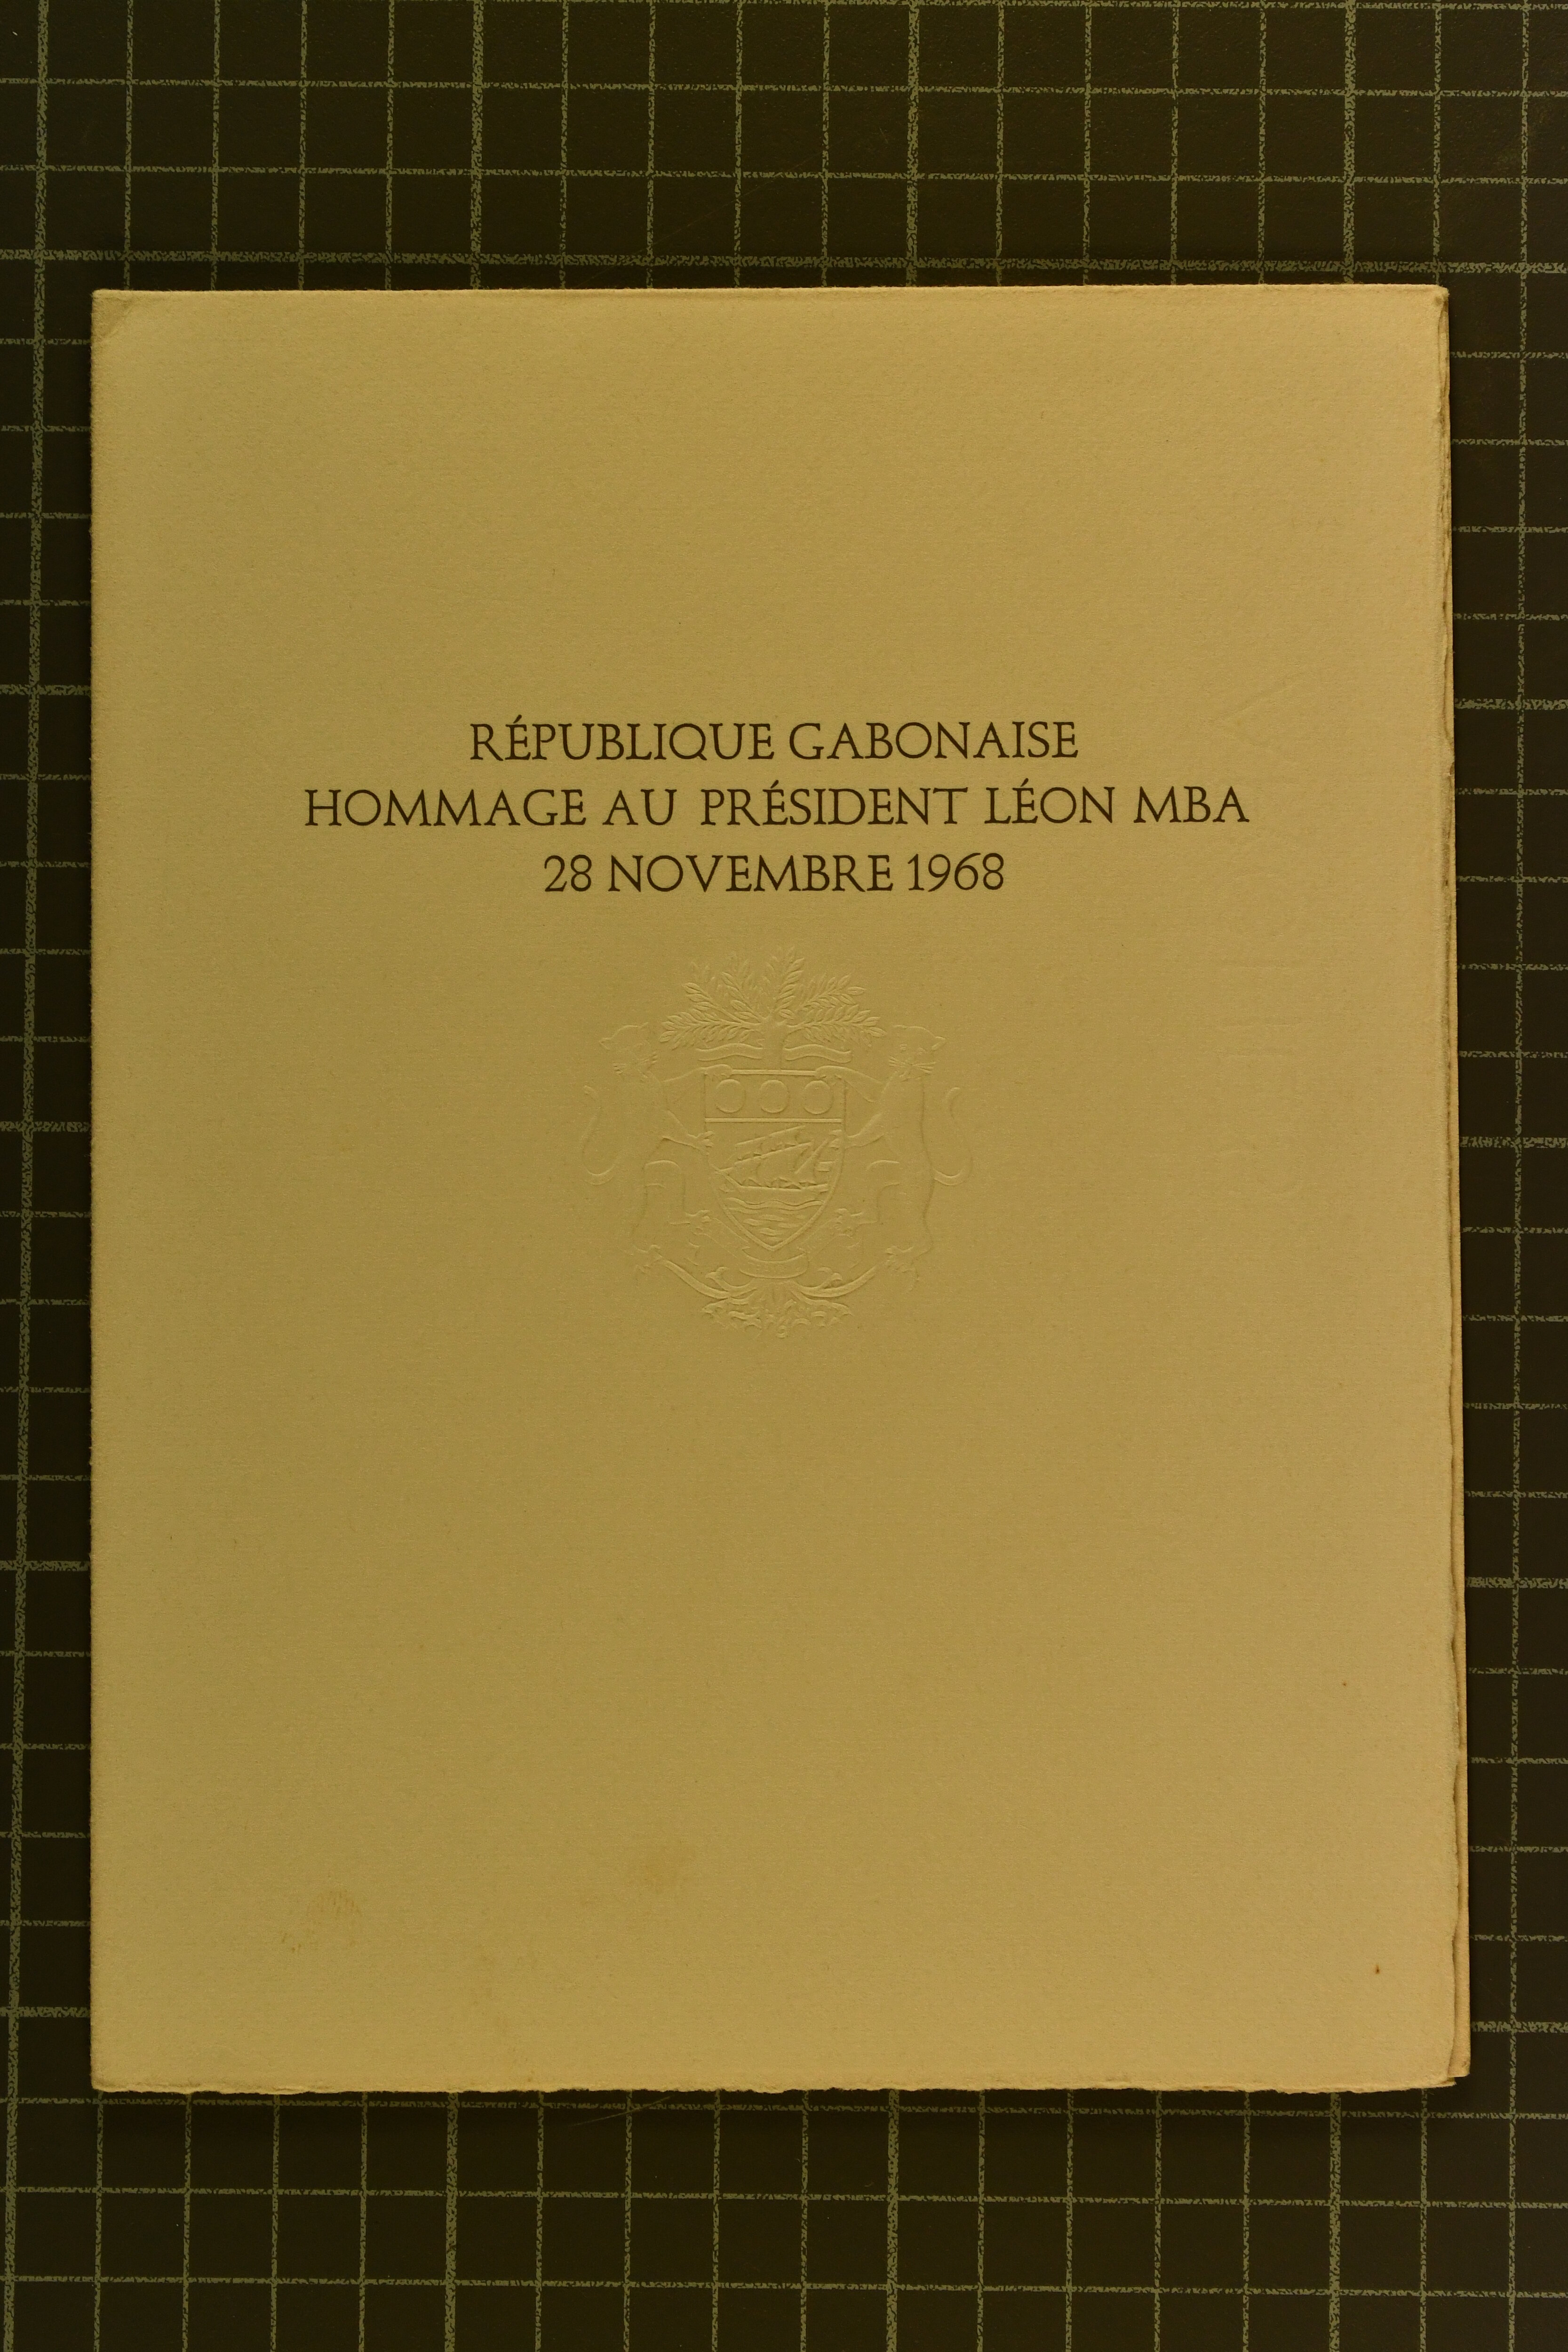 RÉPUBLIQUE GABONAISE
HOMMAGE AU PRÉSIDENT LÉON MBA
28 NOVEMBRE 1968